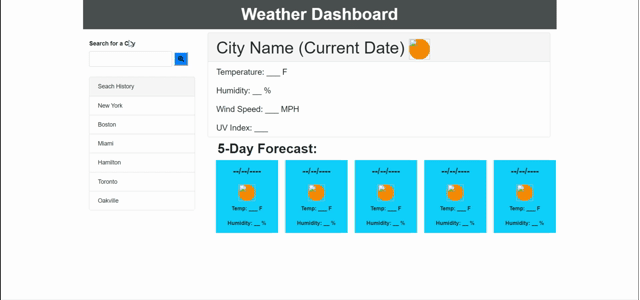 Weather Dashboard
Search for a City
Seach History
New York
Boston
Miami
Hamilton
Toronto
Oakville
City Name (Current Date)
Temperature: ___ F
Humidity: __ %
Wind Speed: ___ MPH
UV Index: ___
5-Day Forecast:
--/--/----
Temp: ___ F
Humidity: __ %
--/--/----
Temp: ___ F
Humidity: __ %
--/--/----
Temp: ___ F
Humidity: __ %
--/--/----
Temp: ___ F
Humidity: __ %
--/--/----
Temp: ___ F
Humidity: __ %